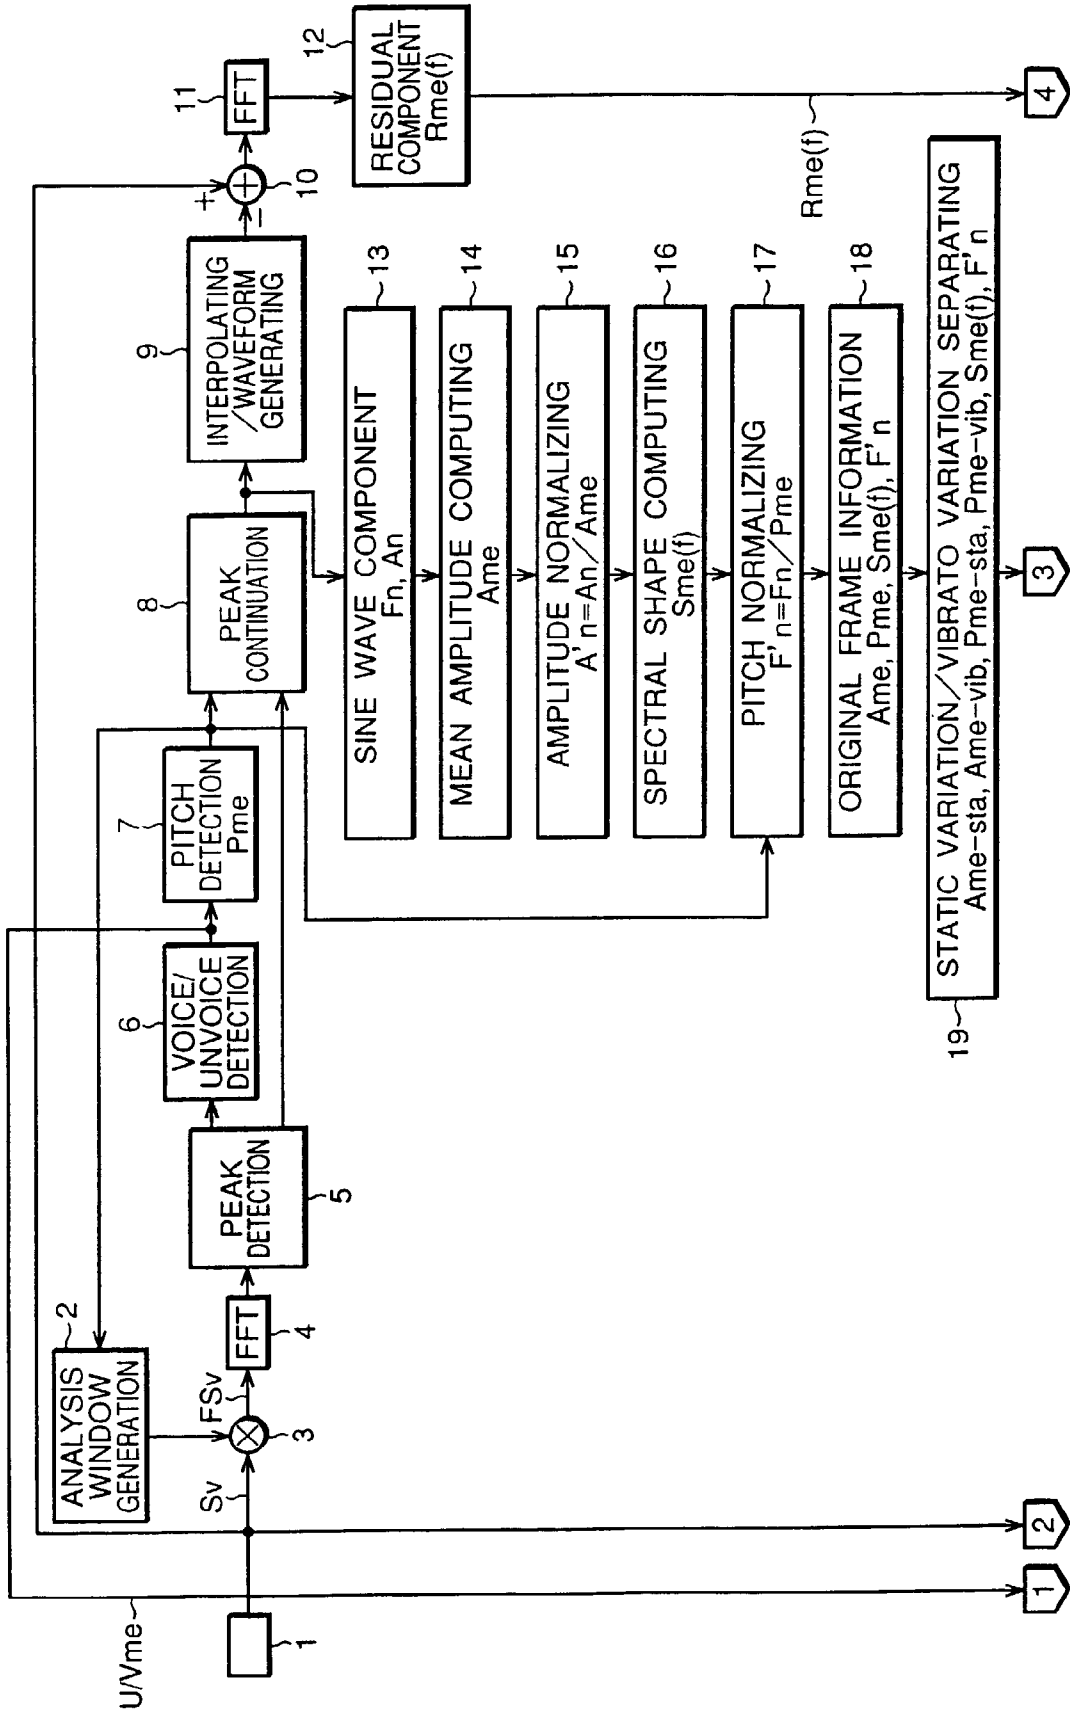 U/Vme
1
Sv
ANALYSIS
WINDOW
GENERATION
2
3
FSv
FFT
4
PEAK
DETECTION
5
6
VOICE/
UNVOICE
DETECTION
7
PITCH
DETECTION
Pme
8
PEAK
CONTINUATION
9
INTERPOLATING
/WAVEFORM
GENERATING
+
−
10
11
FFT
12
RESIDUAL
COMPONENT
Rme(f)
SINE WAVE COMPONENT
Fn, An
13
MEAN AMPLITUDE COMPUTING
Ame
14
AMPLITUDE NORMALIZING
A'n=An/Ame
15
SPECTRAL SHAPE COMPUTING
Sme(f)
16
PITCH NORMALIZING
F'n=Fn/Pme
17
ORIGINAL FRAME INFORMATION
Ame, Pme, Sme(f), F'n
18
19
STATIC VARIATION/VIBRATO VARIATION SEPARATING
Ame-sta, Ame-vib, Pme-sta, Pme-vib, Sme(f), F'n
Rme(f)
1
2
3
4